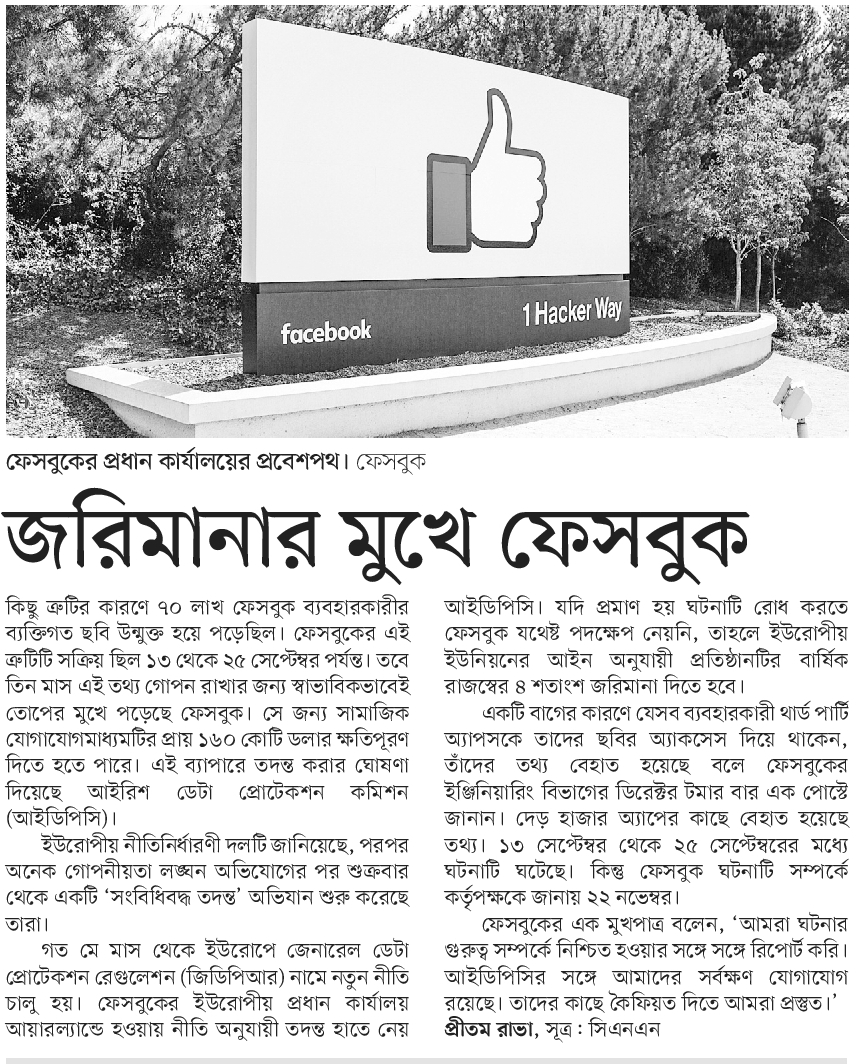 facebook
1 Hacker Way
ফেসবুকের প্রধান কার্যালয়ের প্রবেশপথ। ফেসবুক
জরিমানার মুখে ফেসবুক
কিছু ত্রুটির কারণে ৭০ লাখ ফেসবুক ব্যবহারকারীর
ব্যক্তিগত ছবি উন্মুক্ত হয়ে পড়েছিল। ফেসবুকের এই
ত্রুটিটি সক্রিয় ছিল ১৩ থেকে ২৫ সেপ্টেম্বর পর্যন্ত। তবে
তিন মাস এই তথ্য গোপন রাখার জন্য স্বাভাবিকভাবেই
তোপের মুখে পড়েছে ফেসবুক। সে জন্য সামাজিক
যোগাযোগমাধ্যমটির প্রায় ১৬০ কোটি ডলার ক্ষতিপূরণ
দিতে হতে পারে। এই ব্যাপারে তদন্ত করার ঘোষণা
দিয়েছে আইরিশ ডেটা প্রোটেকশন কমিশন
(আইডিপিসি)।
ইউরোপীয় নীতিনির্ধারণী দলটি জানিয়েছে, পরপর
অনেক গোপনীয়তা লঙ্ঘন অভিযোগের পর শুক্রবার
থেকে একটি ‘সংবিধিবদ্ধ তদন্ত’ অভিযান শুরু করেছে
তারা।
গত মে মাস থেকে ইউরোপে জেনারেল ডেটা
প্রোটেকশন রেগুলেশন (জিডিপিআর) নামে নতুন নীতি
চালু হয়। ফেসবুকের ইউরোপীয় প্রধান কার্যালয়
আয়ারল্যান্ডে হওয়ায় নীতি অনুযায়ী তদন্ত হাতে নেয়
আইডিপিসি। যদি প্রমাণ হয় ঘটনাটি রোধ করতে
ফেসবুক যথেষ্ট পদক্ষেপ নেয়নি, তাহলে ইউরোপীয়
ইউনিয়নের আইন অনুযায়ী প্রতিষ্ঠানটির বার্ষিক
রাজস্বের ৪ শতাংশ জরিমানা দিতে হবে।
একটি বাগের কারণে যেসব ব্যবহারকারী থার্ড পার্টি
অ্যাপসকে তাদের ছবির অ্যাকসেস দিয়ে থাকেন,
তাঁদের তথ্য বেহাত হয়েছে বলে ফেসবুকের
ইঞ্জিনিয়ারিং বিভাগের ডিরেক্টর টমার বার এক পোস্টে
জানান। দেড় হাজার অ্যাপের কাছে বেহাত হয়েছে
তথ্য। ১৩ সেপ্টেম্বর থেকে ২৫ সেপ্টেম্বরের মধ্যে
ঘটনাটি ঘটেছে। কিন্তু ফেসবুক ঘটনাটি সম্পর্কে
কর্তৃপক্ষকে জানায় ২২ নভেম্বর।
ফেসবুকের এক মুখপাত্র বলেন, ‘আমরা ঘটনার
গুরুত্ব সম্পর্কে নিশ্চিত হওয়ার সঙ্গে সঙ্গে রিপোর্ট করি।
আইডিপিসির সঙ্গে আমাদের সর্বক্ষণ যোগাযোগ
রয়েছে। তাদের কাছে কৈফিয়ত দিতে আমরা প্রস্তুত।’
প্রীতম রাভা, সূত্র : সিএনএন